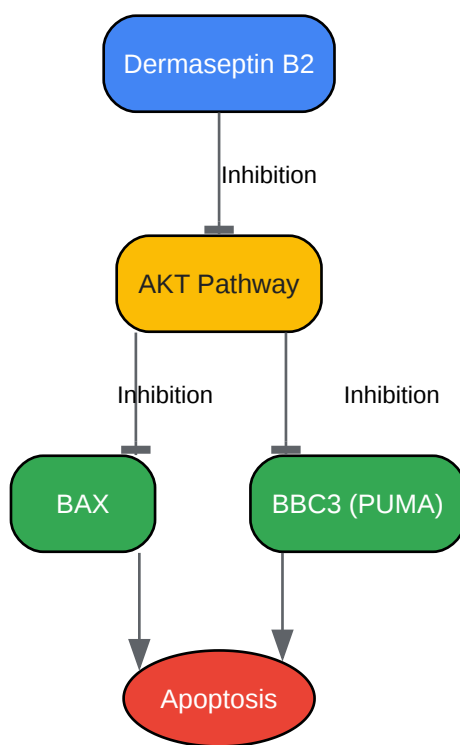 Dermaseptin B2
Inhibition
AKT Pathway
Inhibition
Inhibition
BAX
BBC3 (PUMA)
Apoptosis